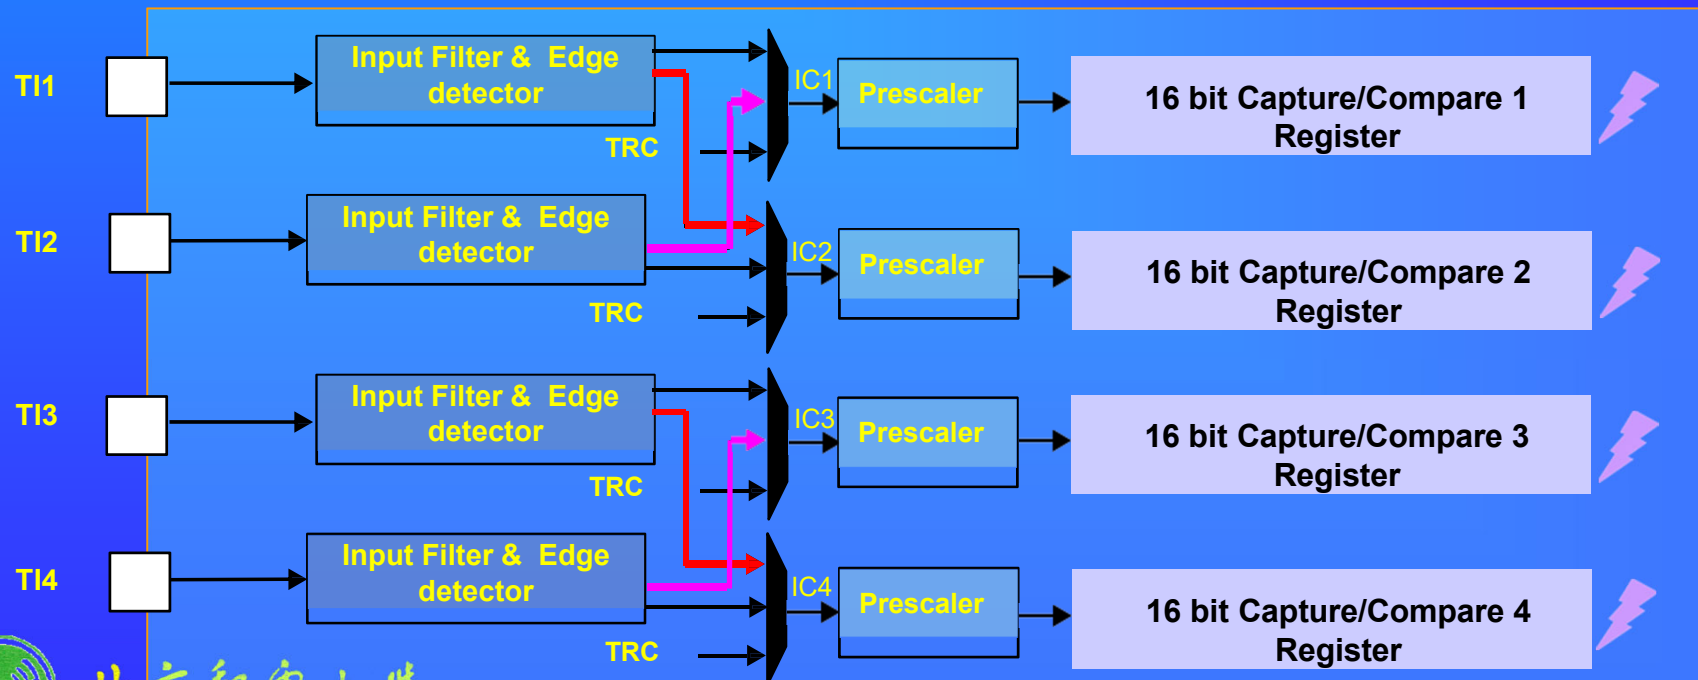 TI1
Input Filter & Edge
detector
TRC
IC1
Prescaler
16 bit Capture/Compare 1
Register
TI2
Input Filter & Edge
detector
TRC
IC2
Prescaler
16 bit Capture/Compare 2
Register
TI3
Input Filter & Edge
detector
TRC
IC3
Prescaler
16 bit Capture/Compare 3
Register
TI4
Input Filter & Edge
detector
TRC
IC4
Prescaler
16 bit Capture/Compare 4
Register